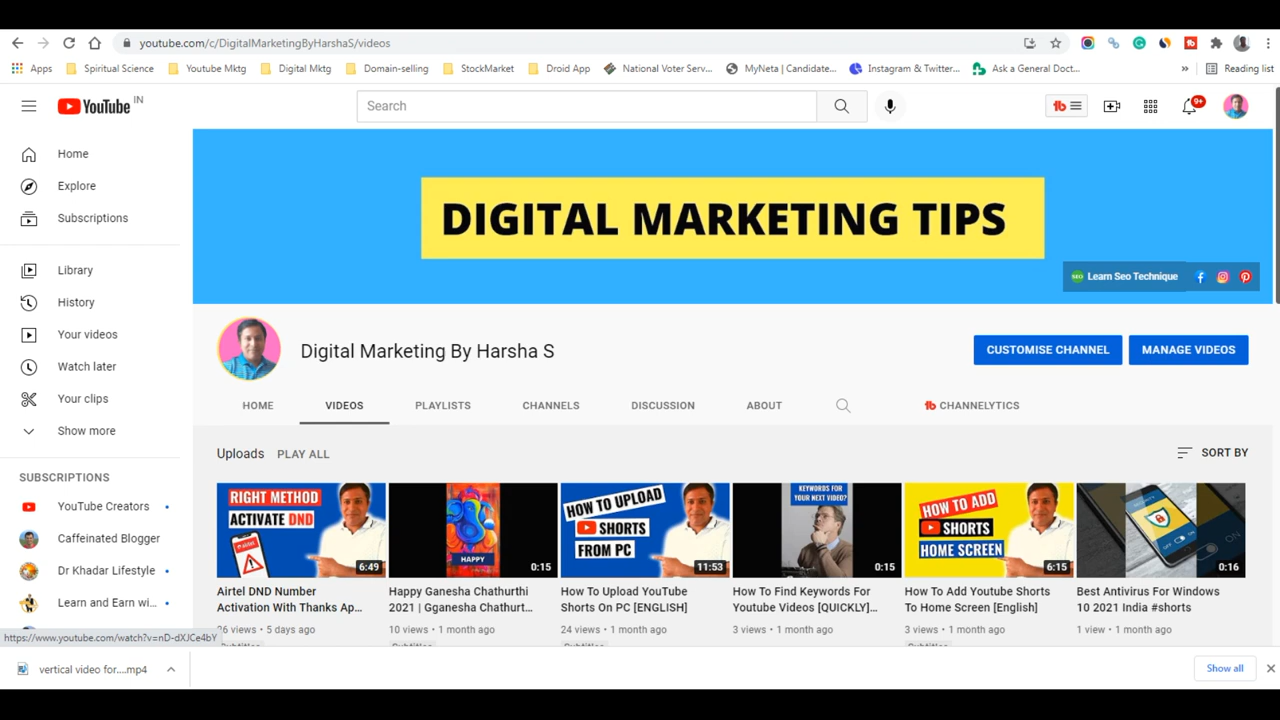 youtube.com/c/DigitalMarketingByHarshaS/videos
Apps Spiritual Science Youtube Mktg Digital Mktg Domain-selling StockMarket Droid App National Voter Serv... MyNeta | Candidate... Instagram & Twitter... Ask a General Doct... » Reading list
YouTube IN
Search
9+
Home
Explore
Subscriptions
Library
History
Your videos
Watch later
Your clips
Show more
SUBSCRIPTIONS
YouTube Creators
Caffeinated Blogger
Dr Khadar Lifestyle
Learn and Earn wi...
DIGITAL MARKETING TIPS
SEO Learn Seo Technique
Digital Marketing By Harsha S
CUSTOMISE CHANNEL MANAGE VIDEOS
HOME VIDEOS PLAYLISTS CHANNELS DISCUSSION ABOUT CHANNELYTICS
Uploads PLAY ALL SORT BY
RIGHT METHOD
ACTIVATE DND
6:49
Airtel DND Number
Activation With Thanks Ap...
26 views • 5 days ago
HAPPY
0:15
Happy Ganesha Chathurthi
2021 | Gganesha Chathurt...
10 views • 1 month ago
Subtitles
HOW TO UPLOAD
SHORTS
FROM PC
11:53
How To Upload YouTube
Shorts On PC [ENGLISH]
24 views • 1 month ago
Subtitles
KEYWORDS FOR
YOUR NEXT VIDEO?
0:15
How To Find Keywords For
Youtube Videos [QUICKLY]...
3 views • 1 month ago
HOW TO ADD
SHORTS
HOME SCREEN
6:15
How To Add Youtube Shorts
To Home Screen [English]
3 views • 1 month ago
Subtitles
0:16
Best Antivirus For Windows
10 2021 India #shorts
1 view • 1 month ago
https://www.youtube.com/watch?v=nD-dXJCe4bY
vertical video for....mp4
Show all